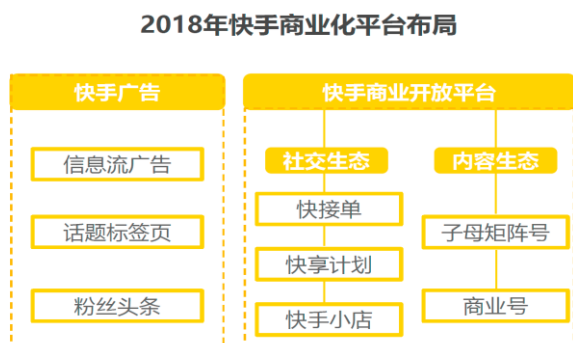 2018年快手商业化平台布局
快手广告
信息流广告
话题标签页
粉丝头条
快手商业开放平台
社交生态
快接单
快享计划
快手小店
内容生态
子母矩阵号
商业号